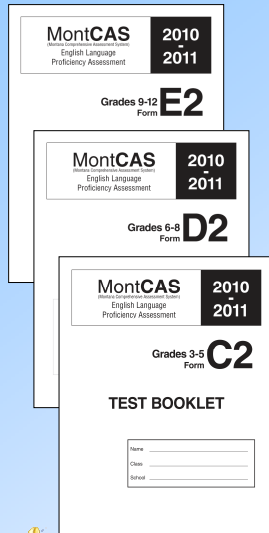 MontCAS
(Montana Comprehensive Assessment System)
English Language
Proficiency Assessment
2010
-
2011
Grades 9-12
Form E2
MontCAS
(Montana Comprehensive Assessment System)
English Language
Proficiency Assessment
2010
-
2011
Grades 6-8
Form D2
MontCAS
(Montana Comprehensive Assessment System)
English Language
Proficiency Assessment
2010
-
2011
Grades 3-5
Form C2
TEST BOOKLET
Name
Class
School